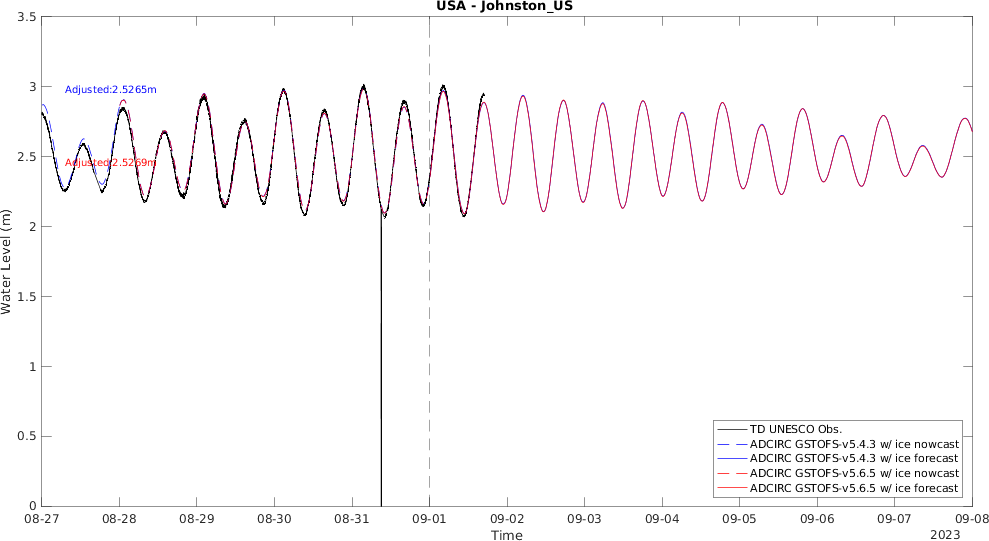 USA - Johnston_US
3.5
3
2.5
2
1.5
1
0.5
0
Water Level (m)
Adjusted:2.5265m
Adjusted:2.5269m
TD UNESCO Obs.
ADCIRC GSTOFS-v5.4.3 w/ ice nowcast
ADCIRC GSTOFS-v5.4.3 w/ ice forecast
ADCIRC GSTOFS-v5.6.5 w/ ice nowcast
ADCIRC GSTOFS-v5.6.5 w/ ice forecast
08-27 08-28 08-29 08-30 08-31 09-01 09-02 09-03 09-04 09-05 09-06 09-07 09-08
Time
2023